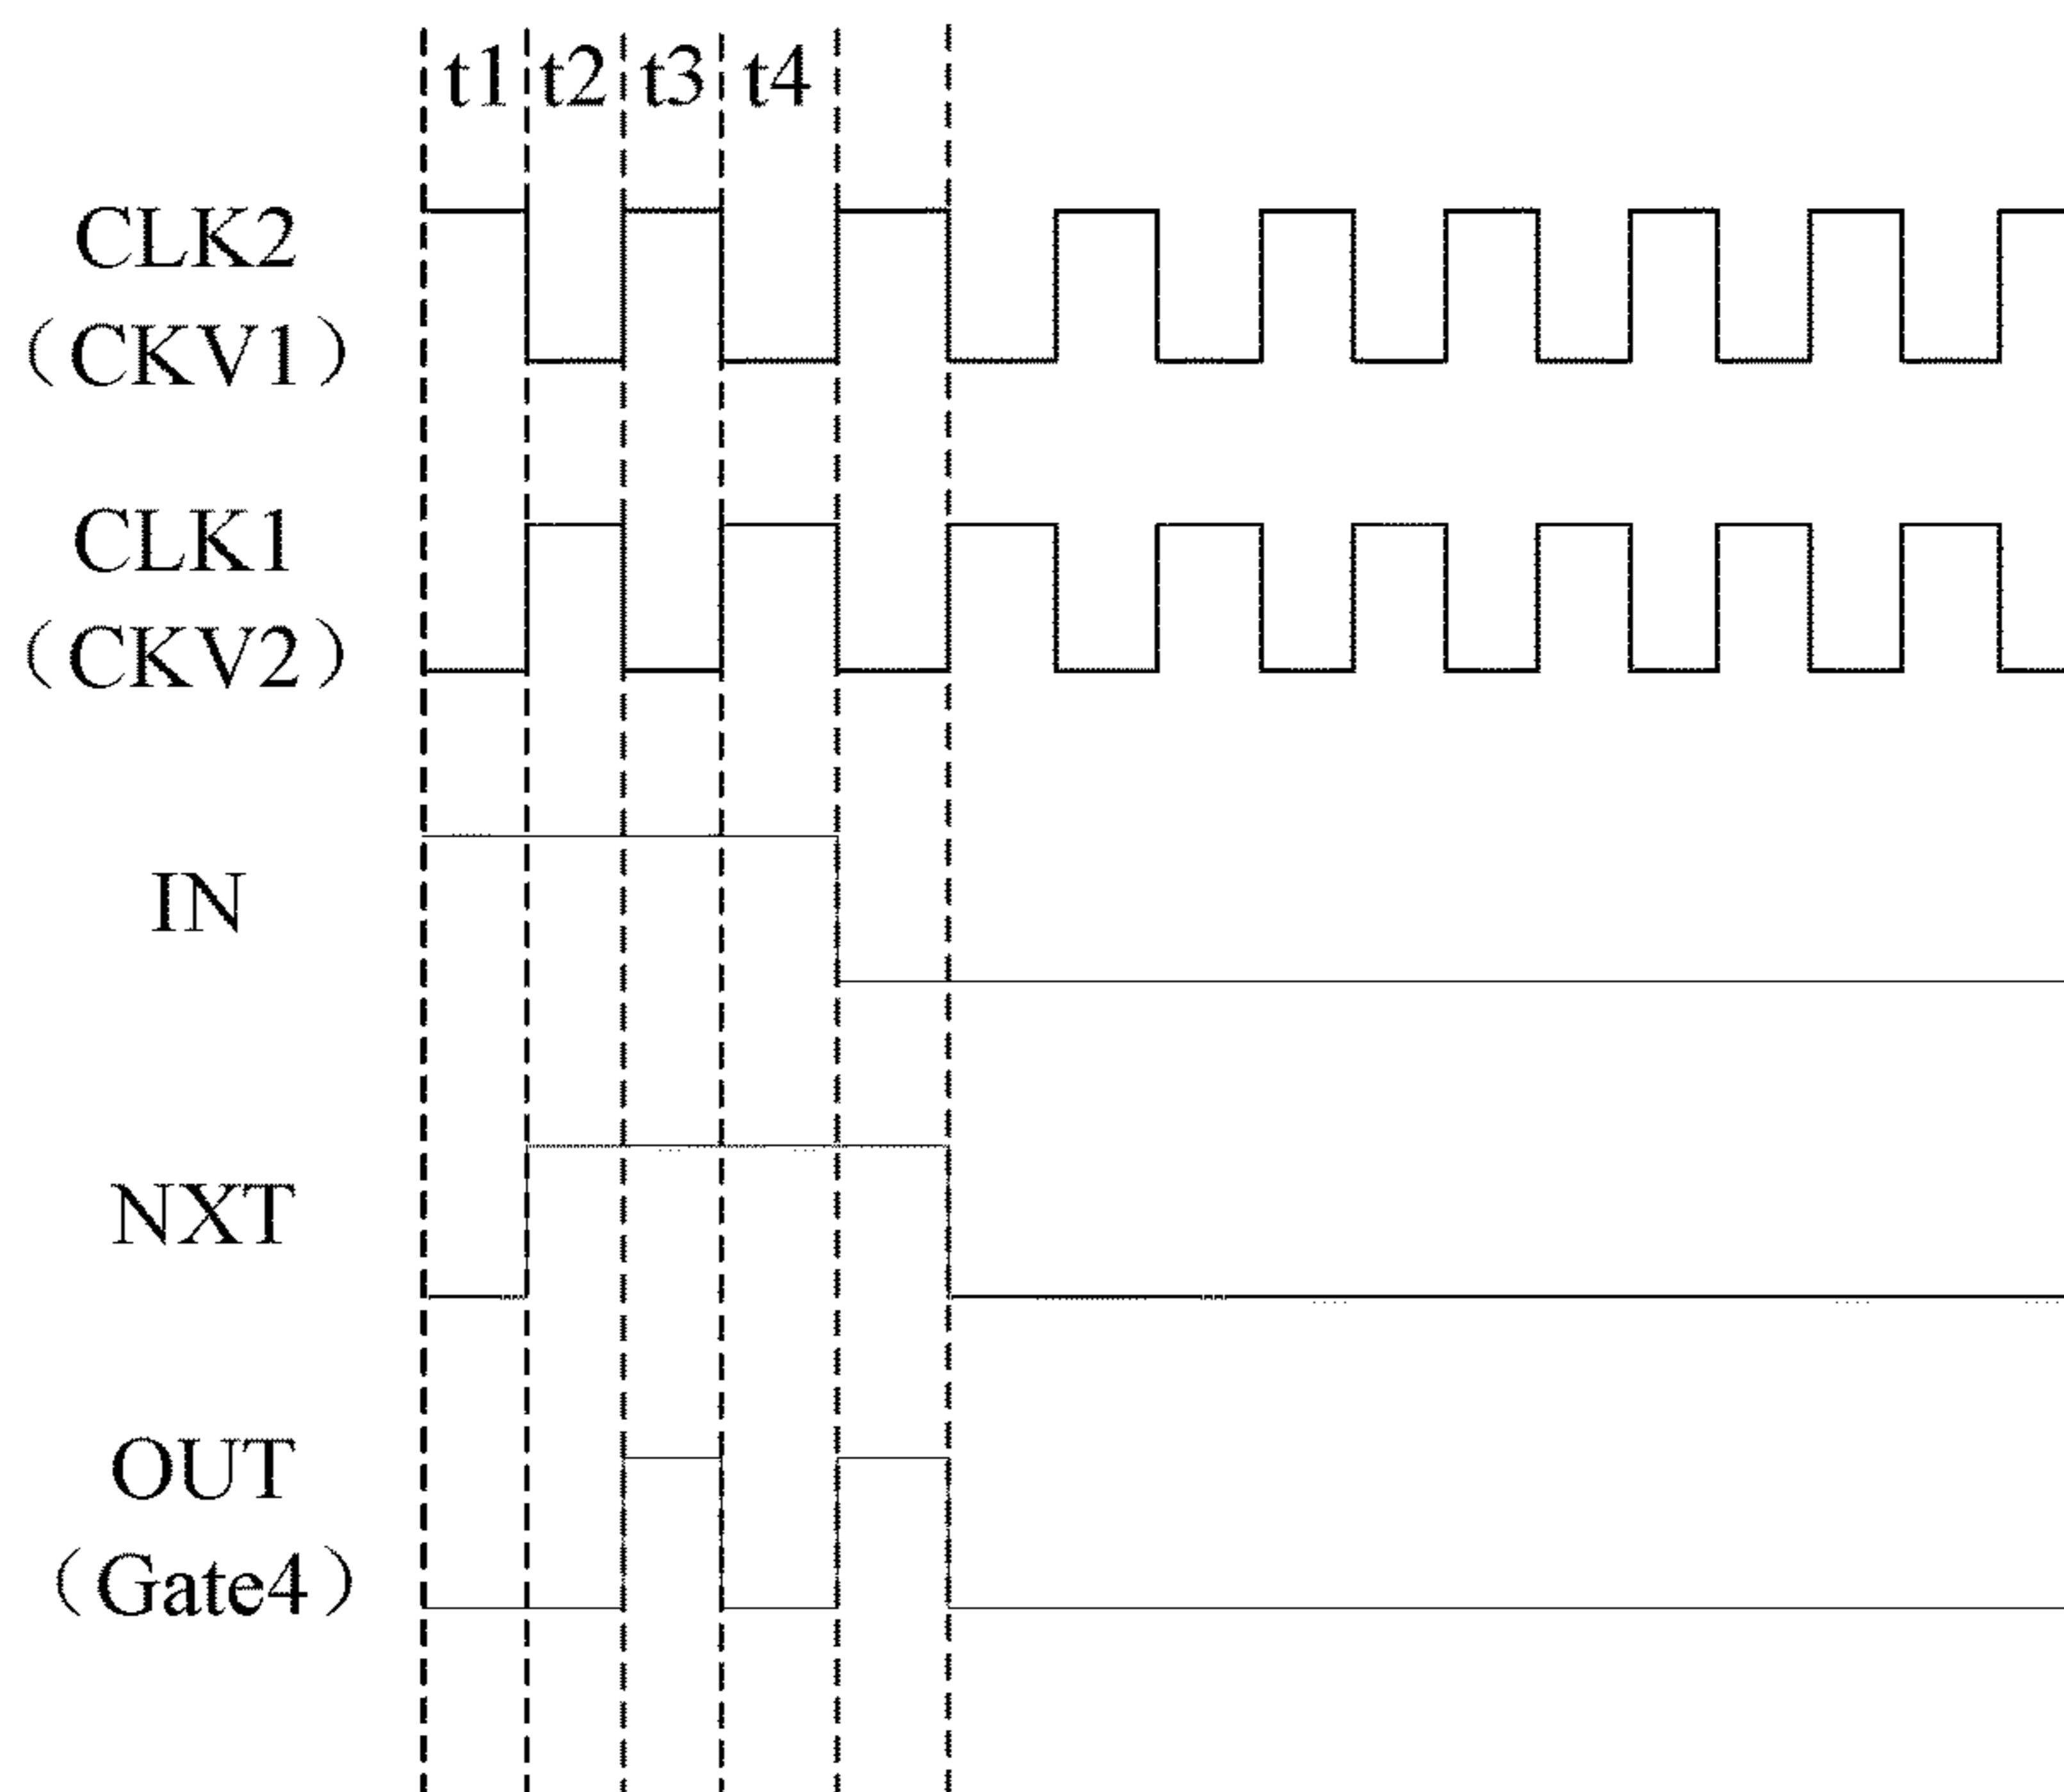 t1 t2 t3 t4
CLK2
（CKV1）
CLK1
（CKV2）
IN
NXT
OUT
（Gate4）